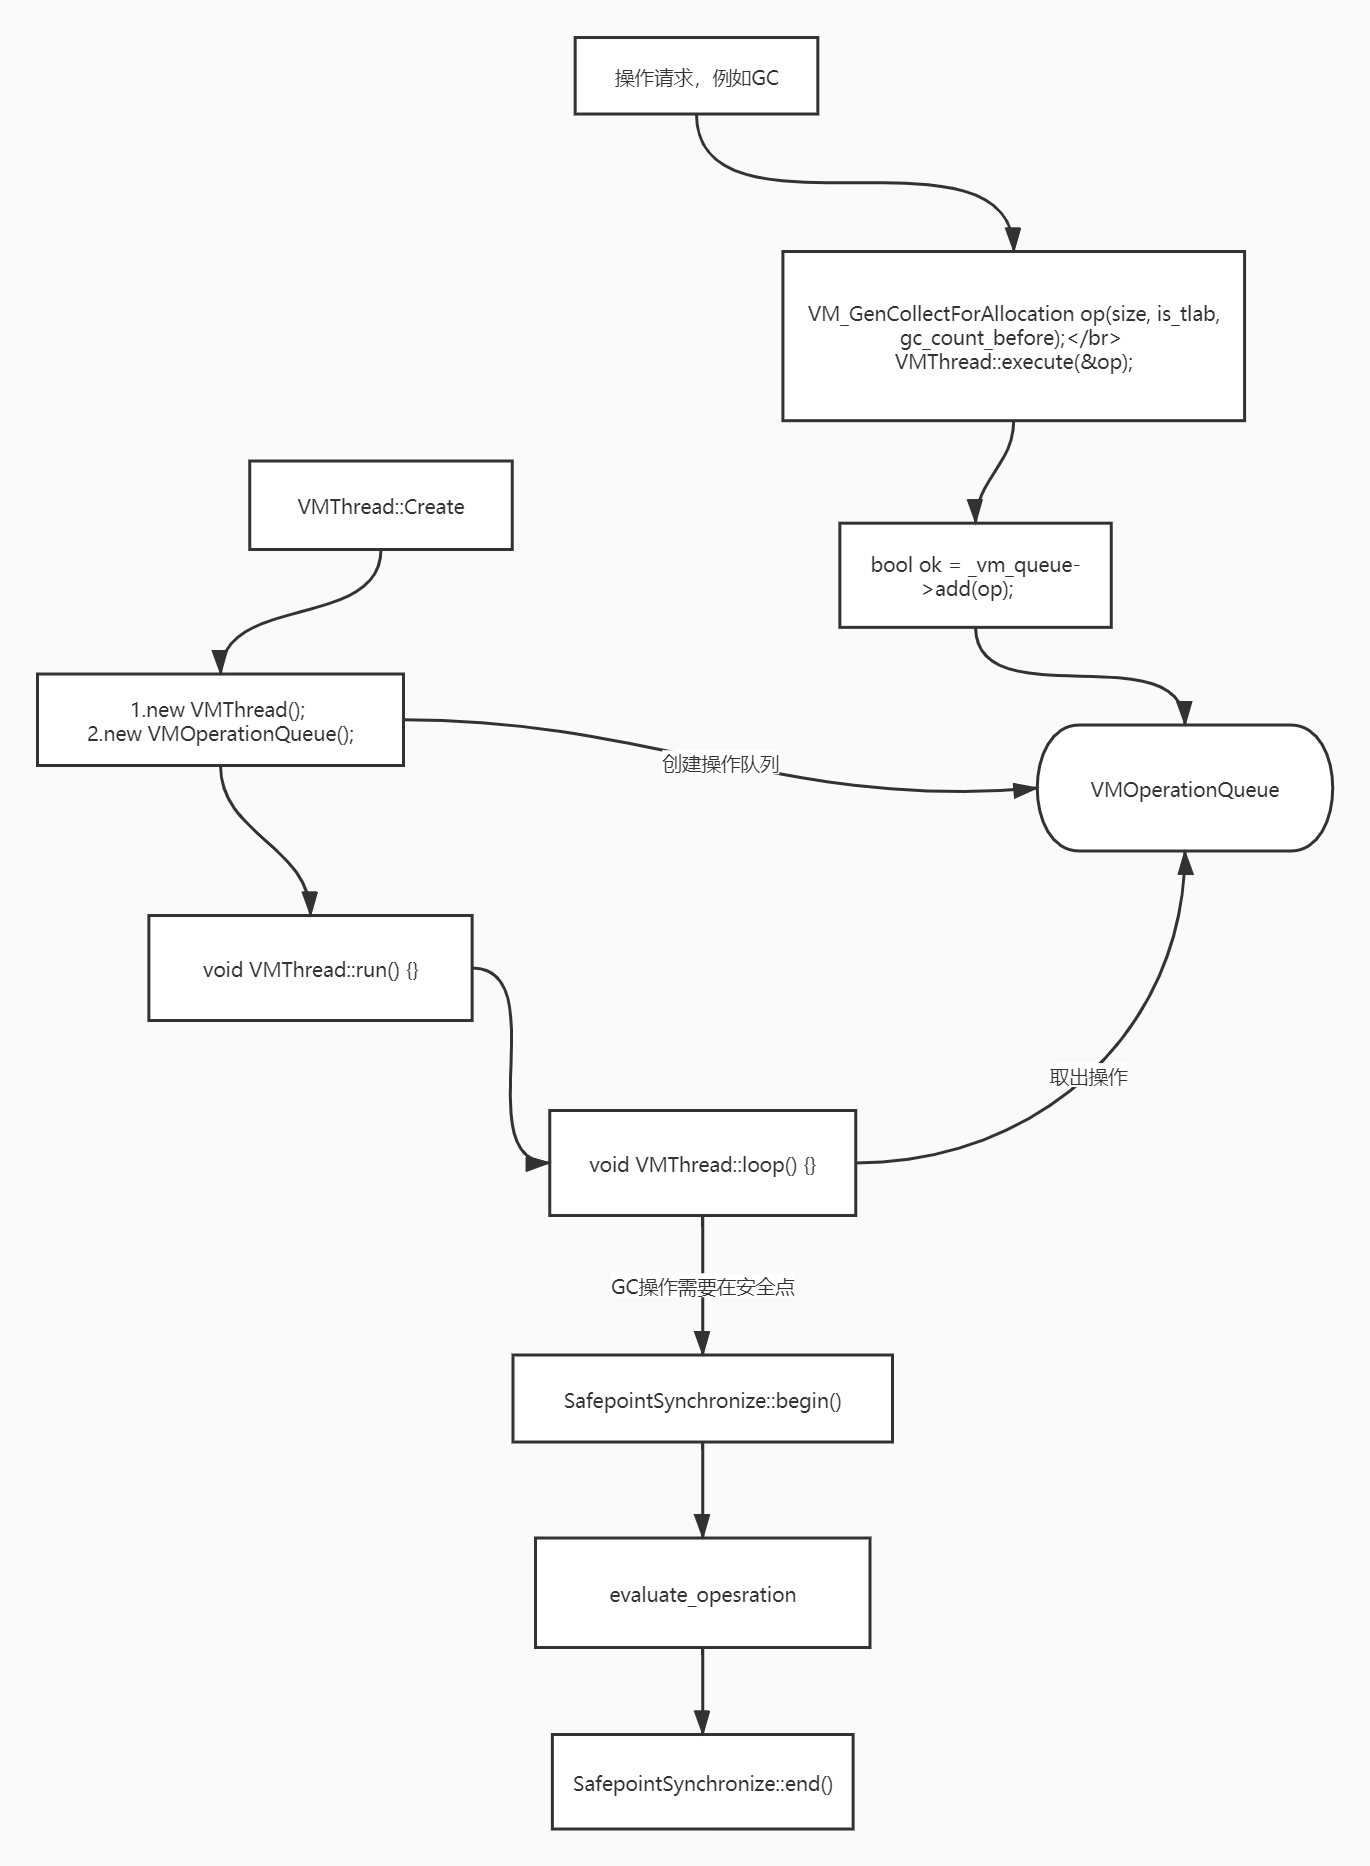 操作请求，例如GC
VM_GenCollectForAllocation op(size, is_tlab,
gc_count_before);</br>
VMThread::execute(&op);
VMThread::Create
bool ok = _vm_queue-
>add(op);
1.new VMThread();
2.new VMOperationQueue();
创建操作队列
VMOperationQueue
void VMThread::run() {}
取出操作
void VMThread::loop() {}
GC操作需要在安全点
SafepointSynchronize::begin()
evaluate_opesration
SafepointSynchronize::end()